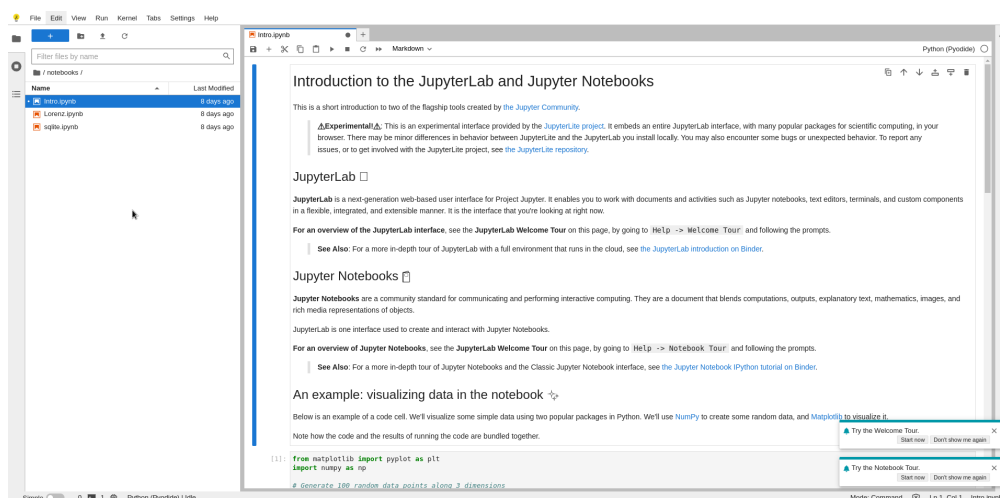 File Edit View Run Kernel Tabs Settings Help
Filter files by name
/ notebooks /
Name Last Modified
Intro.ipynb 8 days ago
Lorenz.ipynb 8 days ago
sqlite.ipynb 8 days ago
Intro.ipynb
Markdown Python (Pyodide)
Introduction to the JupyterLab and Jupyter Notebooks
This is a short introduction to two of the flagship tools created by the Jupyter Community.
⚠Experimental!⚠: This is an experimental interface provided by the JupyterLite project. It embeds an entire JupyterLab interface, with many popular packages for scientific computing, in your
browser. There may be minor differences in behavior between JupyterLite and the JupyterLab you install locally. You may also encounter some bugs or unexpected behavior. To report any
issues, or to get involved with the JupyterLite project, see the JupyterLite repository.
JupyterLab
JupyterLab is a next-generation web-based user interface for Project Jupyter. It enables you to work with documents and activities such as Jupyter notebooks, text editors, terminals, and custom components
in a flexible, integrated, and extensible manner. It is the interface that you're looking at right now.
For an overview of the JupyterLab interface, see the JupyterLab Welcome Tour on this page, by going to Help -> Welcome Tour and following the prompts.
See Also: For a more in-depth tour of JupyterLab with a full environment that runs in the cloud, see the JupyterLab introduction on Binder.
Jupyter Notebooks
Jupyter Notebooks are a community standard for communicating and performing interactive computing. They are a document that blends computations, outputs, explanatory text, mathematics, images, and
rich media representations of objects.
JupyterLab is one interface used to create and interact with Jupyter Notebooks.
For an overview of Jupyter Notebooks, see the JupyterLab Welcome Tour on this page, by going to Help -> Notebook Tour and following the prompts.
See Also: For a more in-depth tour of Jupyter Notebooks and the Classic Jupyter Notebook interface, see the Jupyter Notebook IPython tutorial on Binder.
An example: visualizing data in the notebook
Below is an example of a code cell. We'll visualize some simple data using two popular packages in Python. We'll use NumPy to create some random data, and Matplotlib to visualize it.
Note how the code and the results of running the code are bundled together.
[1]: from matplotlib import pyplot as plt
import numpy as np
# Generate 100 random data points along 3 dimensions
Try the Welcome Tour.
Start now Don't show me again
Try the Notebook Tour.
Start now Don't show me again
Simple 0 1 Python (Pyodide) | Idle Mode: Command Ln 1, Col 1